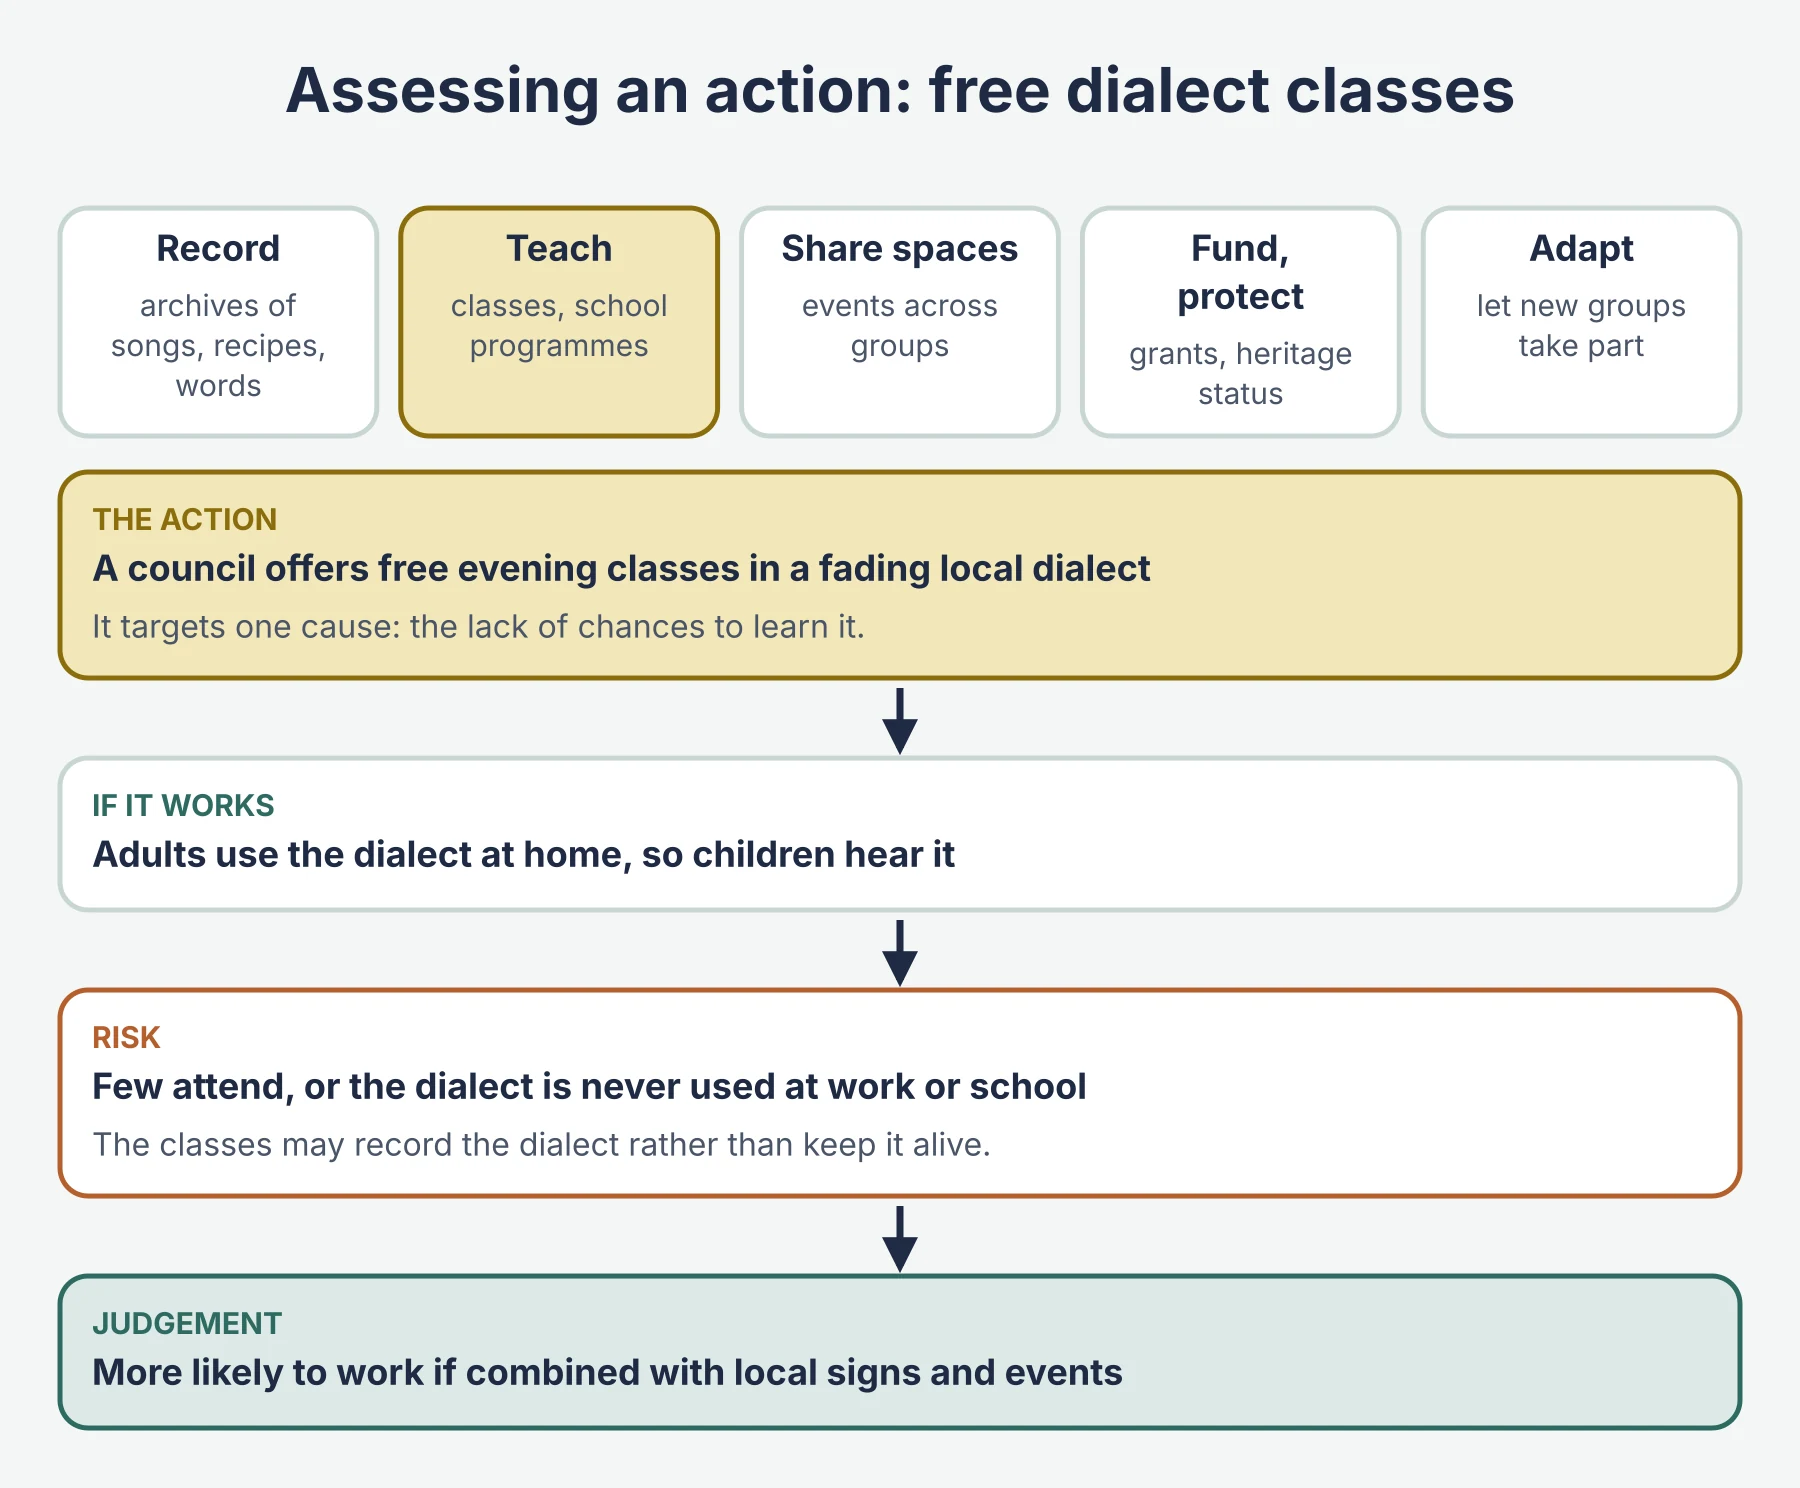 Assessing an action: free dialect classes
Record
archives of
songs, recipes,
words
Teach
classes, school
programmes
Share spaces
events across
groups
Fund,
protect
grants, heritage
status
Adapt
let new groups
take part
THE ACTION
A council offers free evening classes in a fading local dialect
It targets one cause: the lack of chances to learn it.
IF IT WORKS
Adults use the dialect at home, so children hear it
RISK
Few attend, or the dialect is never used at work or school
The classes may record the dialect rather than keep it alive.
JUDGEMENT
More likely to work if combined with local signs and events